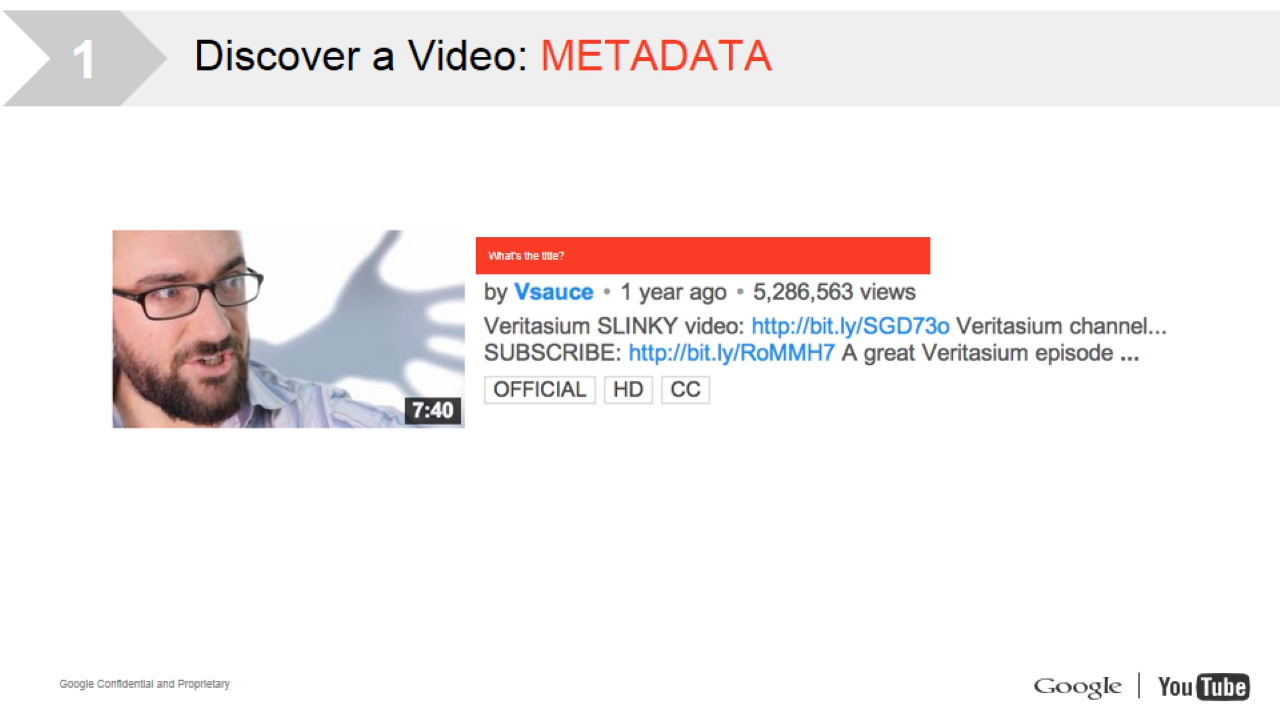 1
Discover a Video: METADATA
What's the title?
by Vsauce • 1 year ago • 5,286,563 views
Veritasium SLINKY video: http://bit.ly/SGD73o Veritasium channel...
SUBSCRIBE: http://bit.ly/RoMMH7 A great Veritasium episode ...
OFFICIAL HD CC
7:40
Google Confidential and Proprietary
Google | YouTube